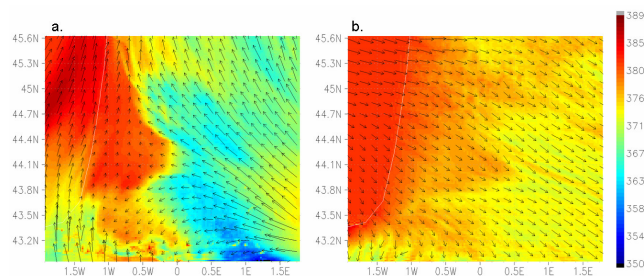 a.
b.
45.6N
45.3N
45N
44.7N
44.4N
44.1N
43.8N
43.5N
43.2N
1.5W 1W 0.5W 0 0.5E 1E 1.5E
45.6N
45.3N
45N
44.7N
44.4N
44.1N
43.8N
43.5N
43.2N
1.5W 1W 0.5W 0 0.5E 1E 1.5E
389
385
380
376
372
367
363
359
354
350